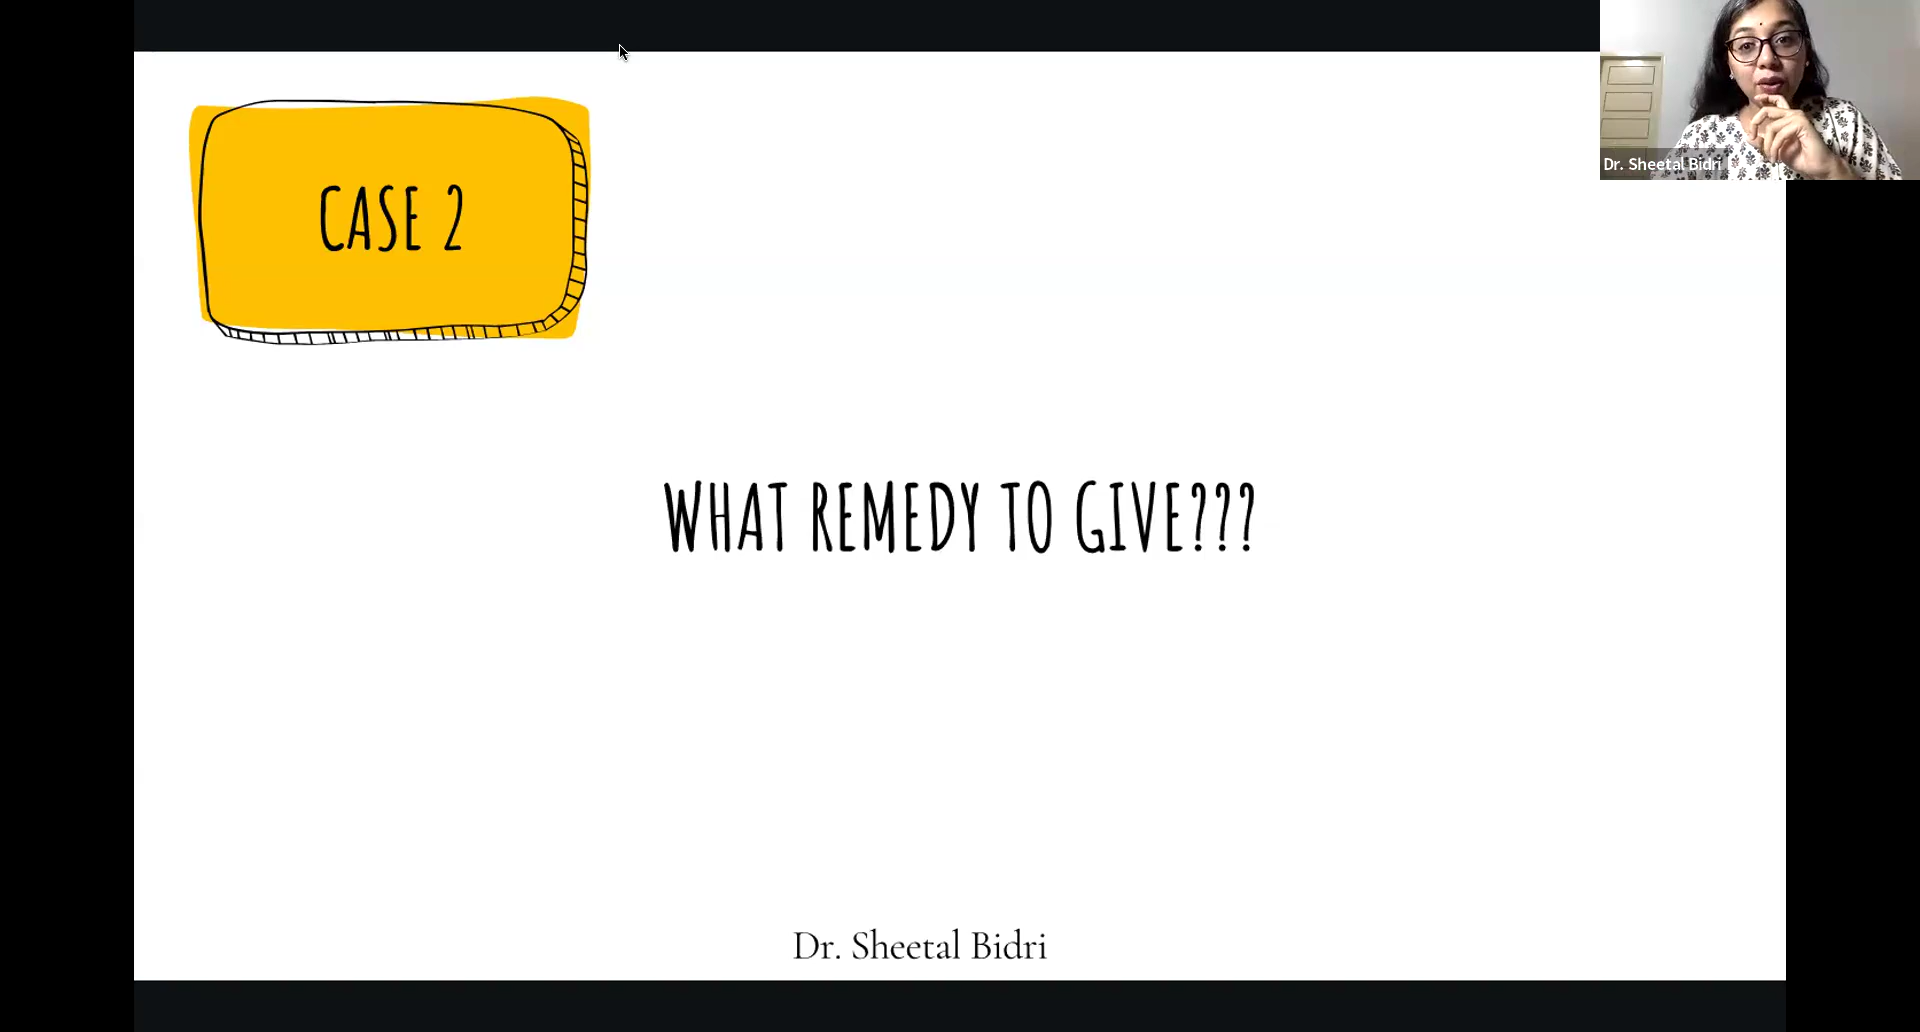 CASE 2
Dr. Sheetal Bidri
WHAT REMEDY TO GIVE???
Dr. Sheetal Bidri